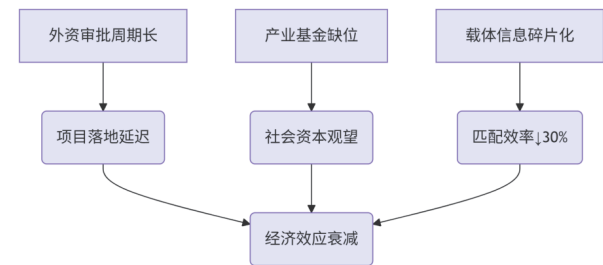 外资审批周期长
产业基金缺位
载体信息碎片化
项目落地延迟
社会资本观望
匹配效率↓30%
经济效应衰减